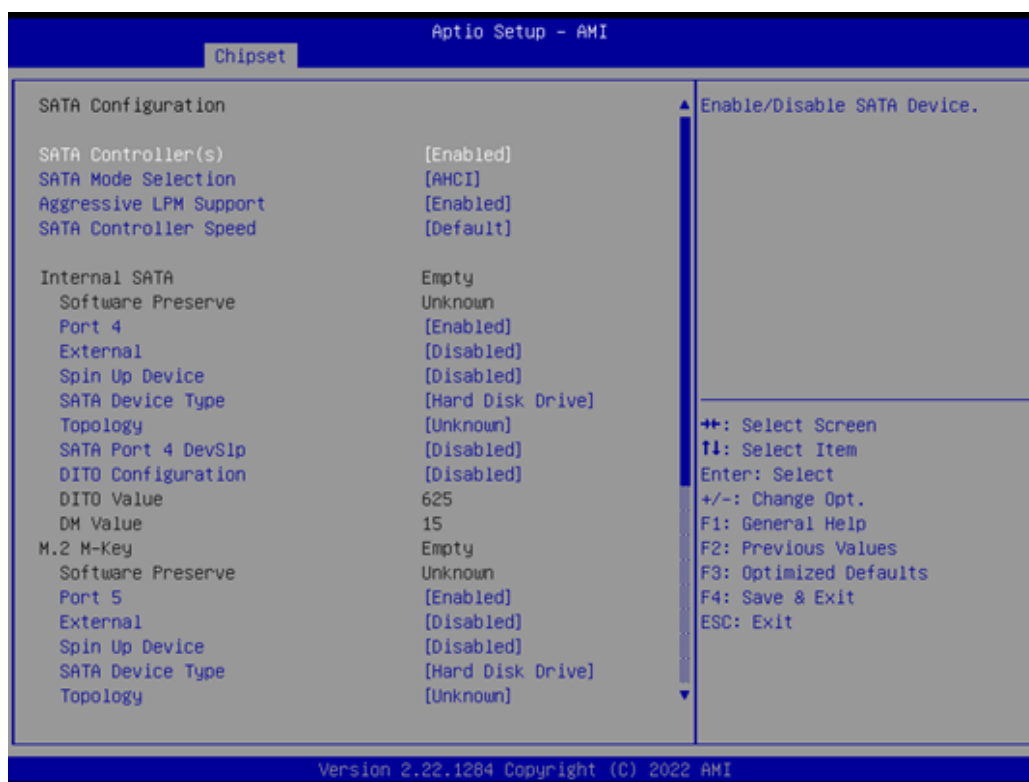 Aptio Setup – AMI
Chipset
SATA Configuration
SATA Controller(s) [Enabled]
SATA Mode Selection [AHCI]
Aggressive LPM Support [Enabled]
SATA Controller Speed [Default]
Internal SATA Empty
Software Preserve Unknown
Port 4 [Enabled]
External [Disabled]
Spin Up Device [Disabled]
SATA Device Type [Hard Disk Drive]
Topology [Unknown]
SATA Port 4 DevSlp [Disabled]
DITO Configuration [Disabled]
DITO Value 625
DM Value 15
M.2 M-Key Empty
Software Preserve Unknown
Port 5 [Enabled]
External [Disabled]
Spin Up Device [Disabled]
SATA Device Type [Hard Disk Drive]
Topology [Unknown]
Enable/Disable SATA Device.
→←: Select Screen
↑↓: Select Item
Enter: Select
+/-: Change Opt.
F1: General Help
F2: Previous Values
F3: Optimized Defaults
F4: Save & Exit
ESC: Exit
Version 2.22.1284 Copyright (C) 2022 AMI